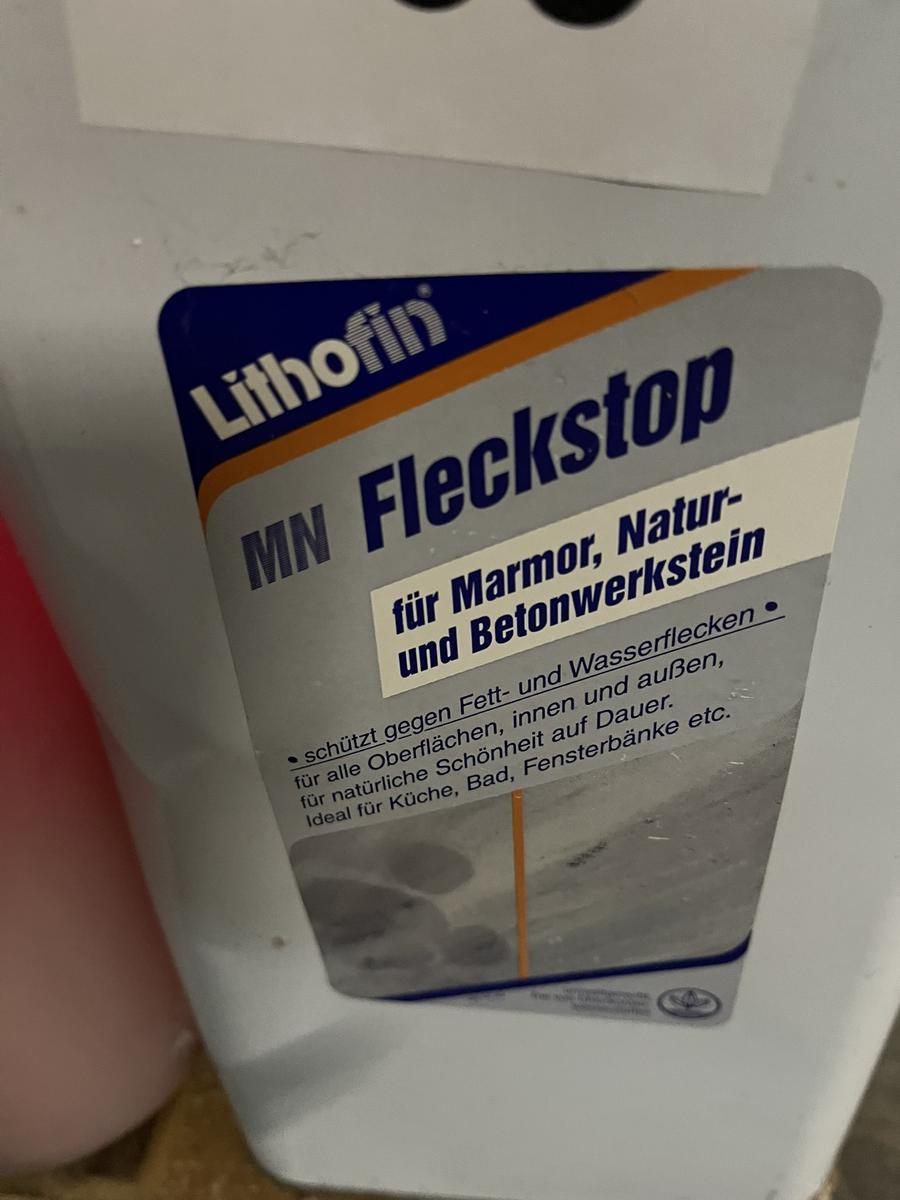 Lithofin®
MN Fleckstop
für Marmor, Natur-
und Betonwerkstein
• schützt gegen Fett- und Wasserflecken •
für alle Oberflächen, innen und außen,
für natürliche Schönheit auf Dauer.
Ideal für Küche, Bad, Fensterbänke etc.